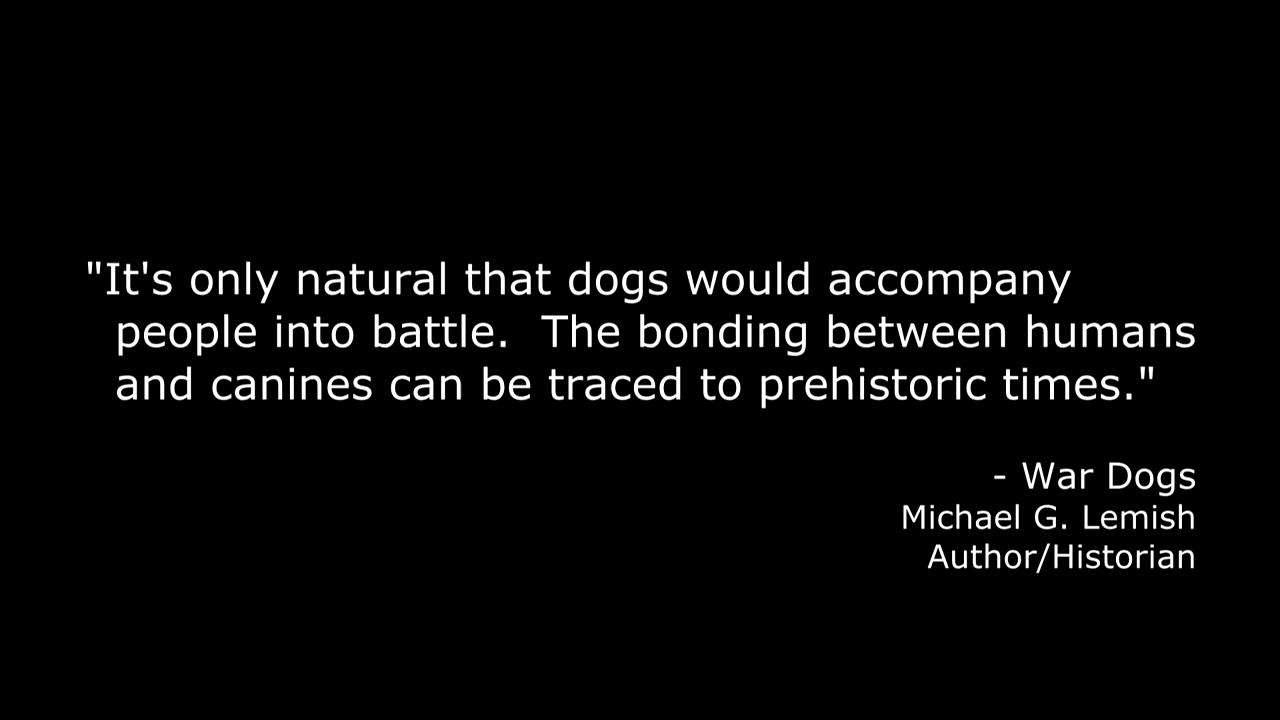 "It's only natural that dogs would accompany
people into battle.  The bonding between humans
and canines can be traced to prehistoric times."
- War Dogs
Michael G. Lemish
Author/Historian